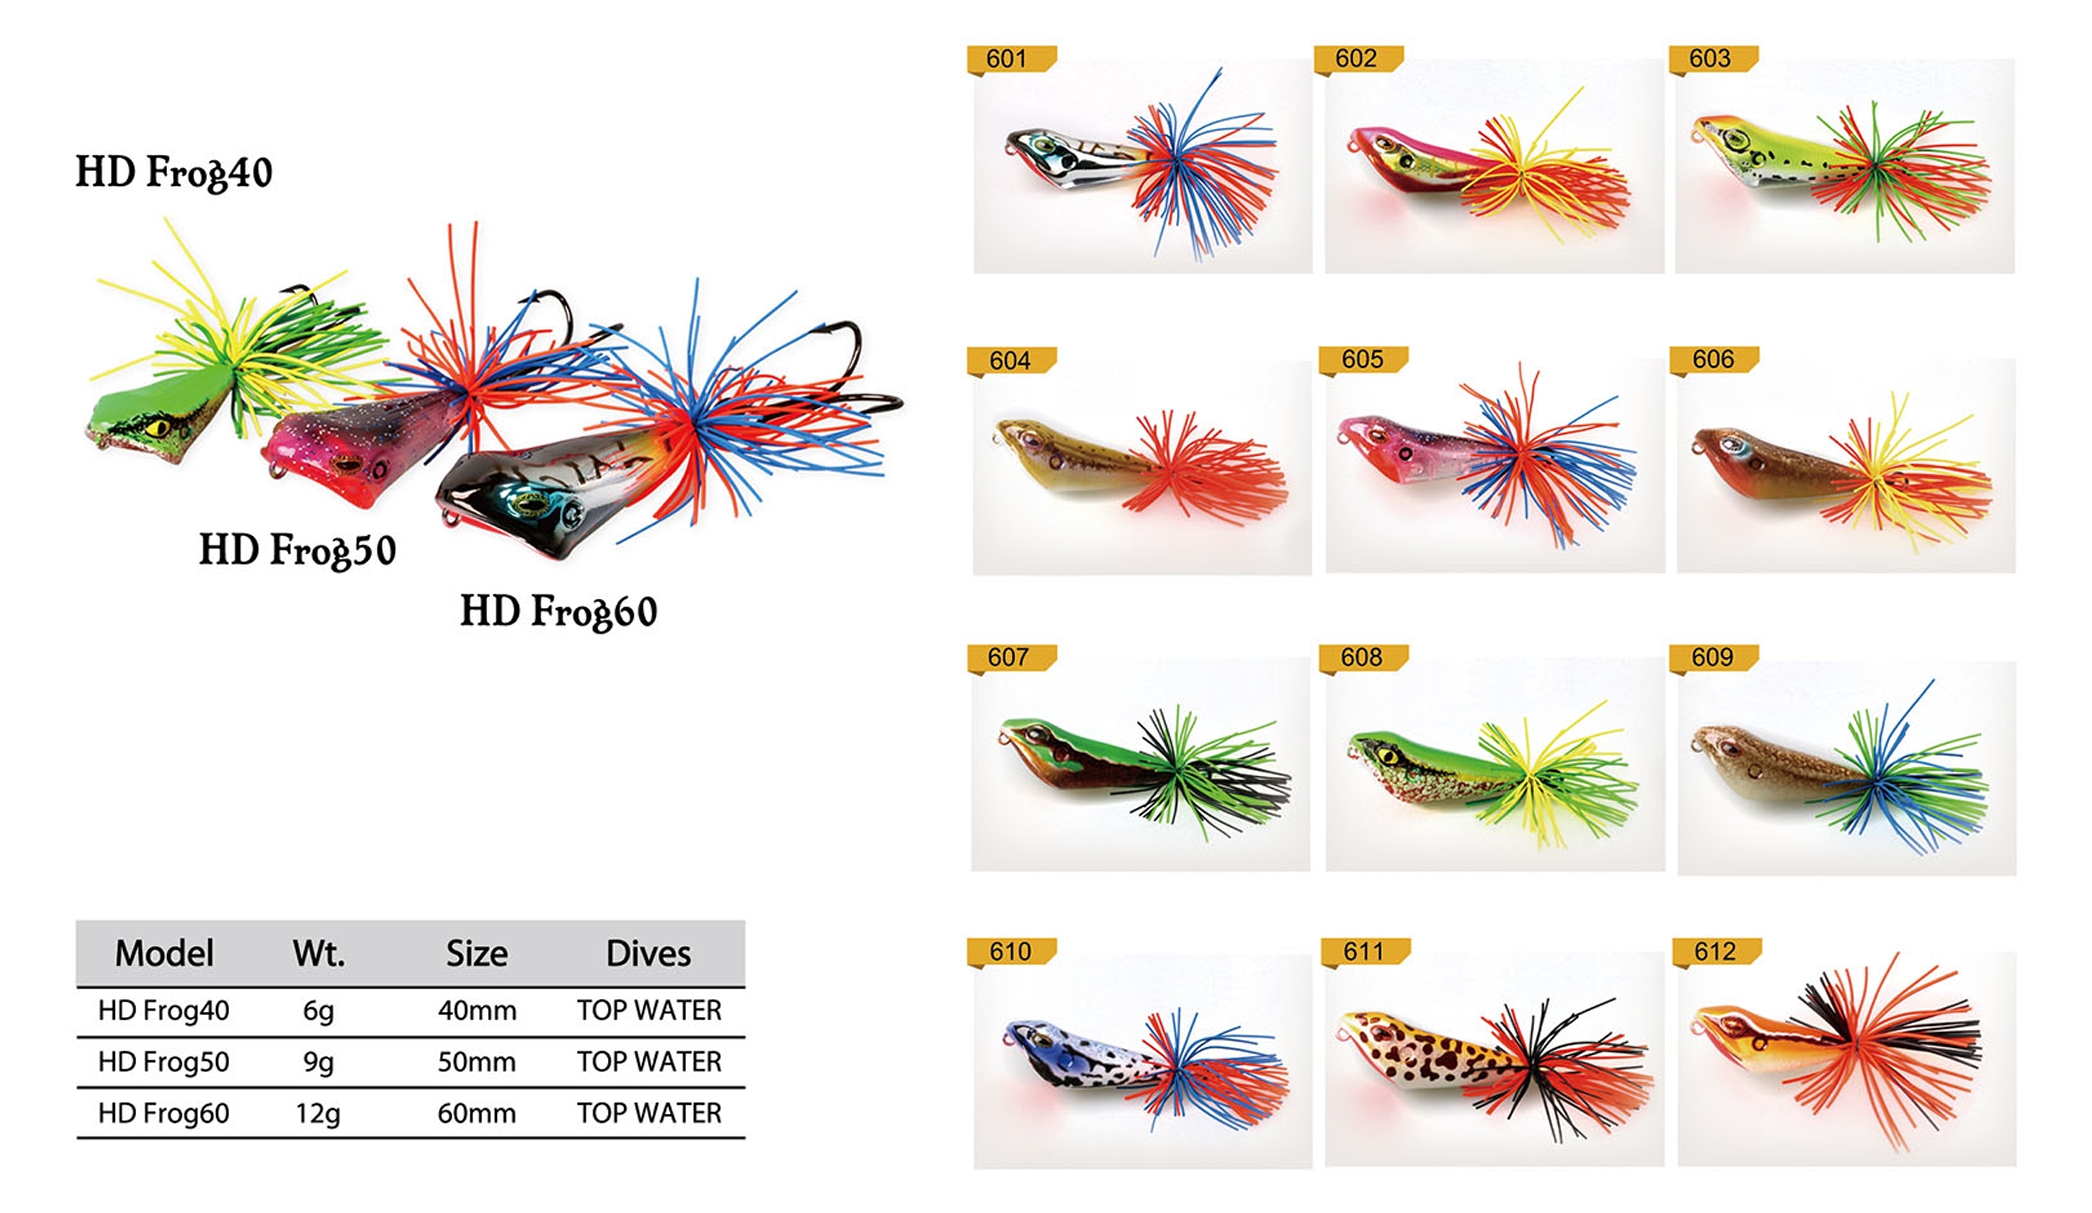 HD Frog40
HD Frog50
HD Frog60
Model Wt. Size Dives
HD Frog40 6g 40mm TOP WATER
HD Frog50 9g 50mm TOP WATER
HD Frog60 12g 60mm TOP WATER
601 602 603
604 605 606
607 608 609
610 611 612